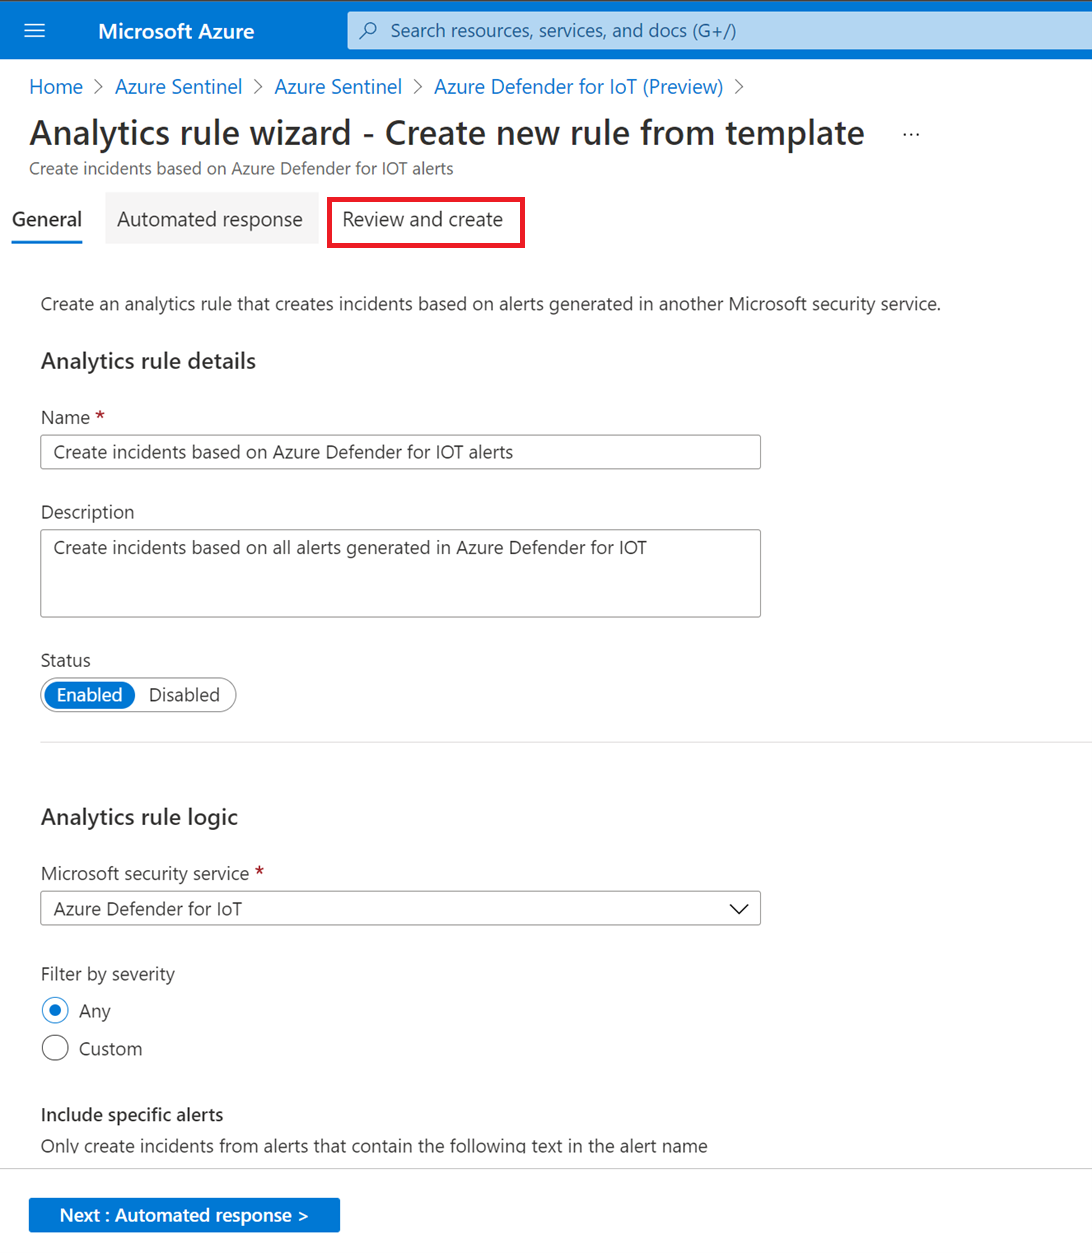 Microsoft Azure
Search resources, services, and docs (G+/)
Home > Azure Sentinel > Azure Sentinel > Azure Defender for IoT (Preview) >
Analytics rule wizard - Create new rule from template ...
Create incidents based on Azure Defender for IOT alerts
General Automated response Review and create
Create an analytics rule that creates incidents based on alerts generated in another Microsoft security service.
Analytics rule details
Name *
Create incidents based on Azure Defender for IOT alerts
Description
Create incidents based on all alerts generated in Azure Defender for IOT
Status
Enabled Disabled
Analytics rule logic
Microsoft security service *
Azure Defender for IoT
Filter by severity
Any
Custom
Include specific alerts
Only create incidents from alerts that contain the following text in the alert name
Next : Automated response >